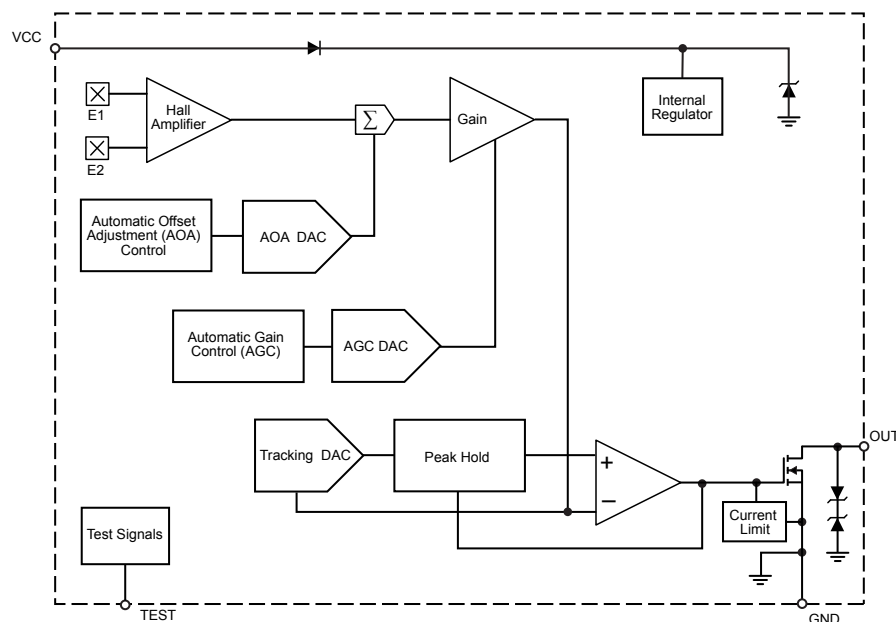 VCC
E1
E2
Hall
Amplifier
Σ
Gain
Internal
Regulator
Automatic Offset
Adjustment (AOA)
Control
AOA DAC
Automatic Gain
Control (AGC)
AGC DAC
Tracking DAC
Peak Hold
+
−
OUT
Current
Limit
Test Signals
TEST
GND